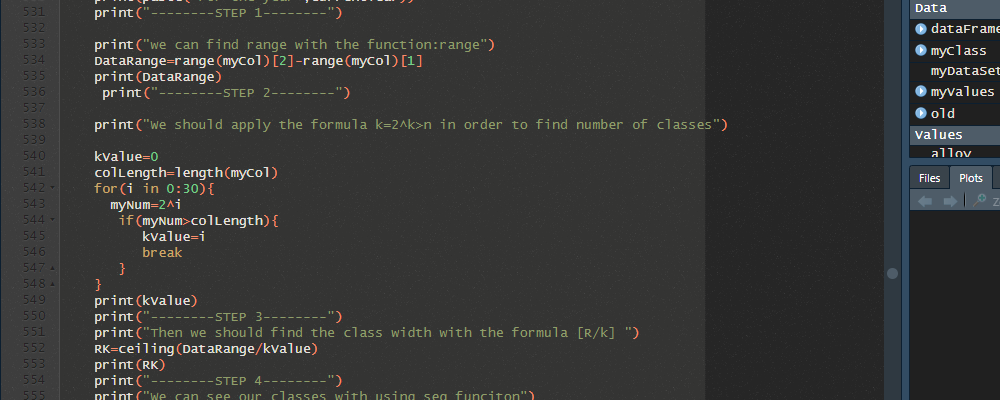 531 print("--------STEP 1--------")
532
533 print("we can find range with the function:range")
534 DataRange=range(myCol)[2]-range(myCol)[1]
535 print(DataRange)
536 print("--------STEP 2--------")
537
538 print("We should apply the formula k=2^k>n in order to find number of classes")
539
540 kValue=0
541 colLength=length(myCol)
542 for(i in 0:30){
543 myNum=2^i
544 if(myNum>colLength){
545 kValue=i
546 break
547 }
548 }
549 print(kValue)
550 print("--------STEP 3--------")
551 print("Then we should find the class width with the formula [R/k] ")
552 RK=ceiling(DataRange/kValue)
553 print(RK)
554 print("--------STEP 4--------")
555 print("We can see our classes with using seq funciton")
Data
dataFrame
myClass
myDataSet
myValues
old
Values
alloy
Files Plots